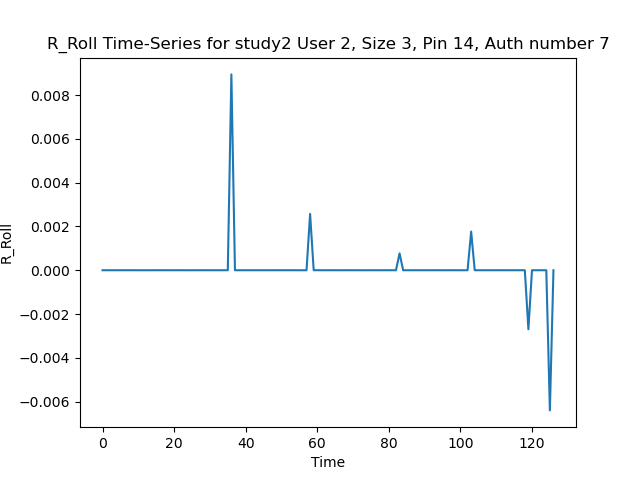 R_Roll Time-Series for study2 User 2, Size 3, Pin 14, Auth number 7
0.008
0.006
0.004
0.002
0.000
−0.002
−0.004
−0.006
R_Roll
0 20 40 60 80 100 120
Time